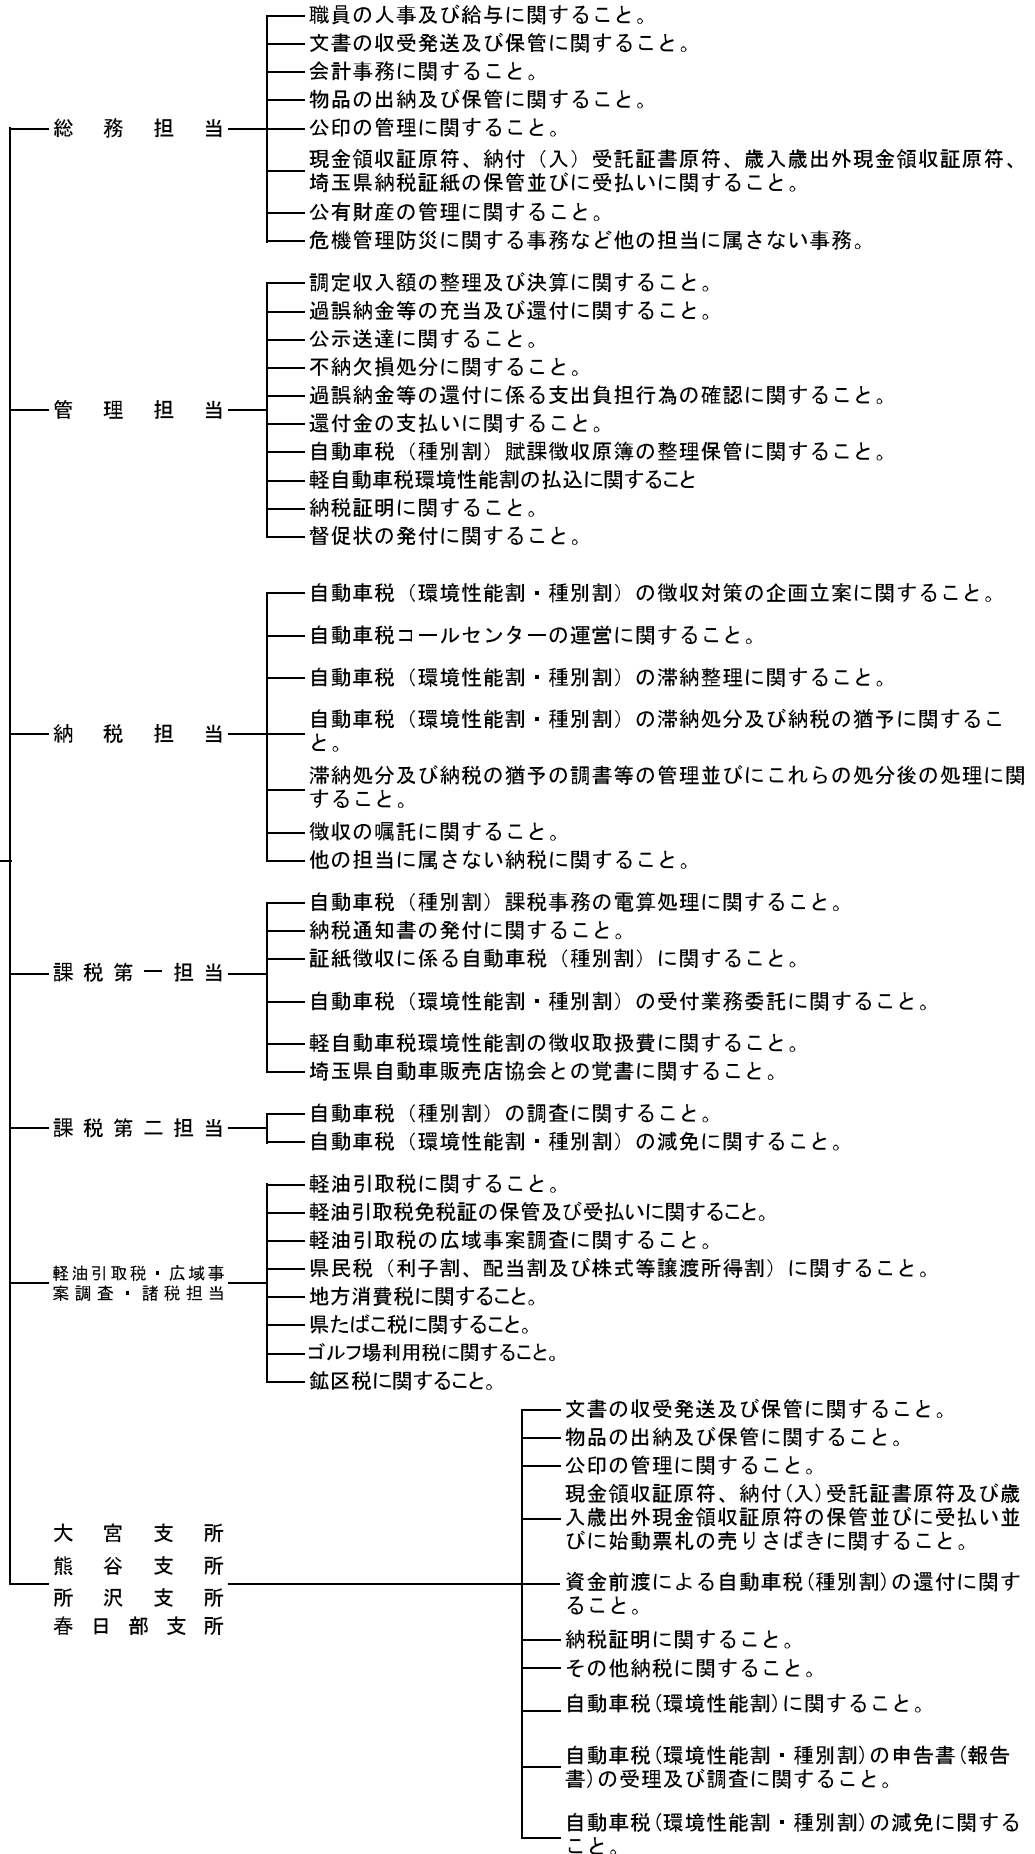 総務担当
職員の人事及び給与に関すること。
文書の収受発送及び保管に関すること。
会計事務に関すること。
物品の出納及び保管に関すること。
公印の管理に関すること。
現金領収証原符、納付（入）受託証書原符、歳入歳出外現金領収証原符、
埼玉県納税証紙の保管並びに受払いに関すること。
公有財産の管理に関すること。
危機管理防災に関する事務など他の担当に属さない事務。
管理担当
調定収入額の整理及び決算に関すること。
過誤納金等の充当及び還付に関すること。
公示送達に関すること。
不納欠損処分に関すること。
過誤納金等の還付に係る支出負担行為の確認に関すること。
還付金の支払いに関すること。
自動車税（種別割）賦課徴収原簿の整理保管に関すること。
軽自動車税環境性能割の払込に関すること
納税証明に関すること。
督促状の発付に関すること。
納税担当
自動車税（環境性能割・種別割）の徴収対策の企画立案に関すること。
自動車税コールセンターの運営に関すること。
自動車税（環境性能割・種別割）の滞納整理に関すること。
自動車税（環境性能割・種別割）の滞納処分及び納税の猶予に関するこ
と。
滞納処分及び納税の猶予の調書等の管理並びにこれらの処分後の処理に関
すること。
徴収の嘱託に関すること。
他の担当に属さない納税に関すること。
課税第一担当
自動車税（種別割）課税事務の電算処理に関すること。
納税通知書の発付に関すること。
証紙徴収に係る自動車税（種別割）に関すること。
自動車税（環境性能割・種別割）の受付業務委託に関すること。
軽自動車税環境性能割の徴収取扱費に関すること。
埼玉県自動車販売店協会との覚書に関すること。
課税第二担当
自動車税（種別割）の調査に関すること。
自動車税（環境性能割・種別割）の減免に関すること。
軽油引取税・広域事
案調査・諸税担当
軽油引取税に関すること。
軽油引取税免税証の保管及び受払いに関すること。
軽油引取税の広域事案調査に関すること。
県民税（利子割、配当割及び株式等譲渡所得割）に関すること。
地方消費税に関すること。
県たばこ税に関すること。
ゴルフ場利用税に関すること。
鉱区税に関すること。
大宮支所
熊谷支所
所沢支所
春日部支所
文書の収受発送及び保管に関すること。
物品の出納及び保管に関すること。
公印の管理に関すること。
現金領収証原符、納付(入)受託証書原符及び歳
入歳出外現金領収証原符の保管並びに受払い並
びに始動票札の売りさばきに関すること。
資金前渡による自動車税(種別割)の還付に関す
ること。
納税証明に関すること。
その他納税に関すること。
自動車税(環境性能割)に関すること。
自動車税(環境性能割・種別割)の申告書(報告
書)の受理及び調査に関すること。
自動車税(環境性能割・種別割)の減免に関する
こと。